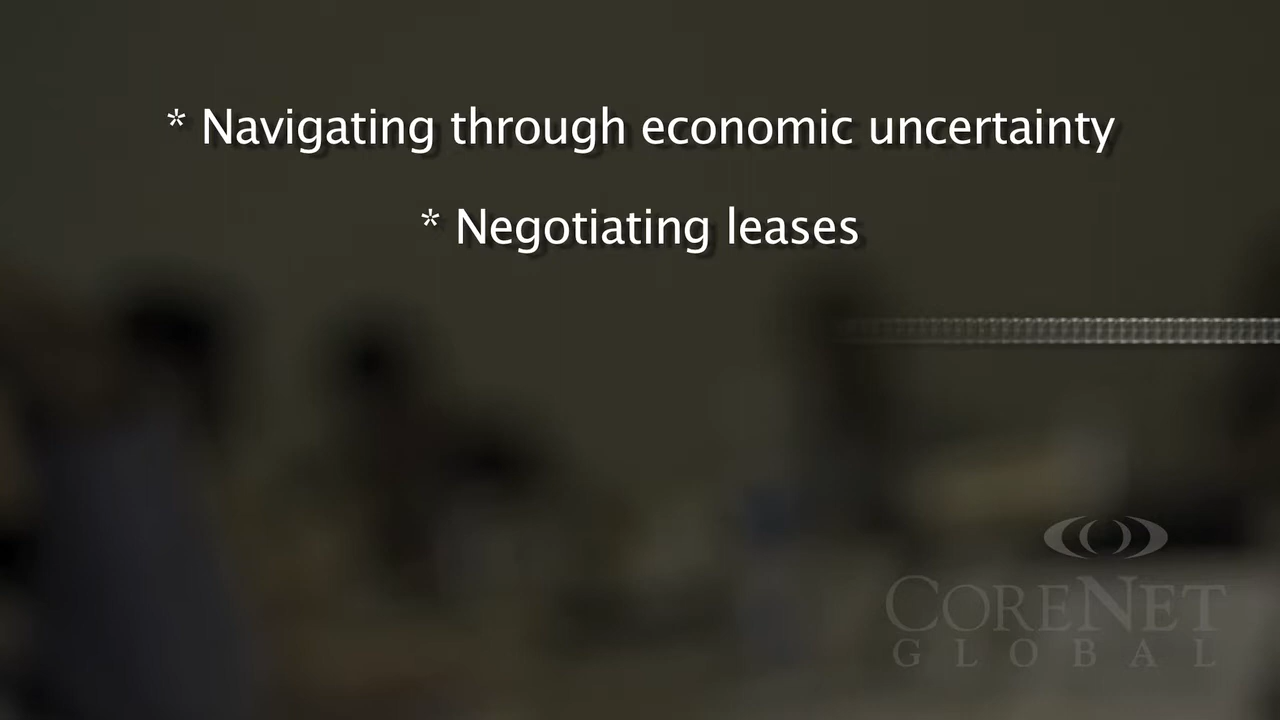 * Navigating through economic uncertainty
* Negotiating leases
CORENET
GLOBAL